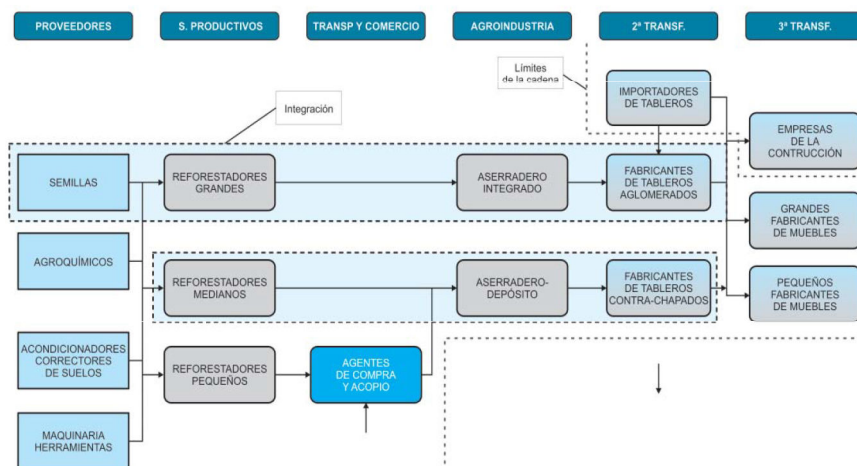 PROVEEDORES
S. PRODUCTIVOS
TRANSP Y COMERCIO
AGROINDUSTRIA
2ª TRANSF.
3ª TRANSF.
Límites
de la cadena
Integración
IMPORTADORES
DE TABLEROS
EMPRESAS
DE LA
CONTRUCCIÓN
SEMILLAS
REFORESTADORES
GRANDES
ASERRADERO
INTEGRADO
FABRICANTES
DE TABLEROS
AGLOMERADOS
GRANDES
FABRICANTES
DE MUEBLES
AGROQUÍMICOS
REFORESTADORES
MEDIANOS
ASERRADERO-
DEPÓSITO
FABRICANTES
DE TABLEROS
CONTRA-CHAPADOS
PEQUEÑOS
FABRICANTES
DE MUEBLES
ACONDICIONADORES
CORRECTORES
DE SUELOS
REFORESTADORES
PEQUEÑOS
AGENTES
DE COMPRA
Y ACOPIO
MAQUINARIA
HERRAMIENTAS